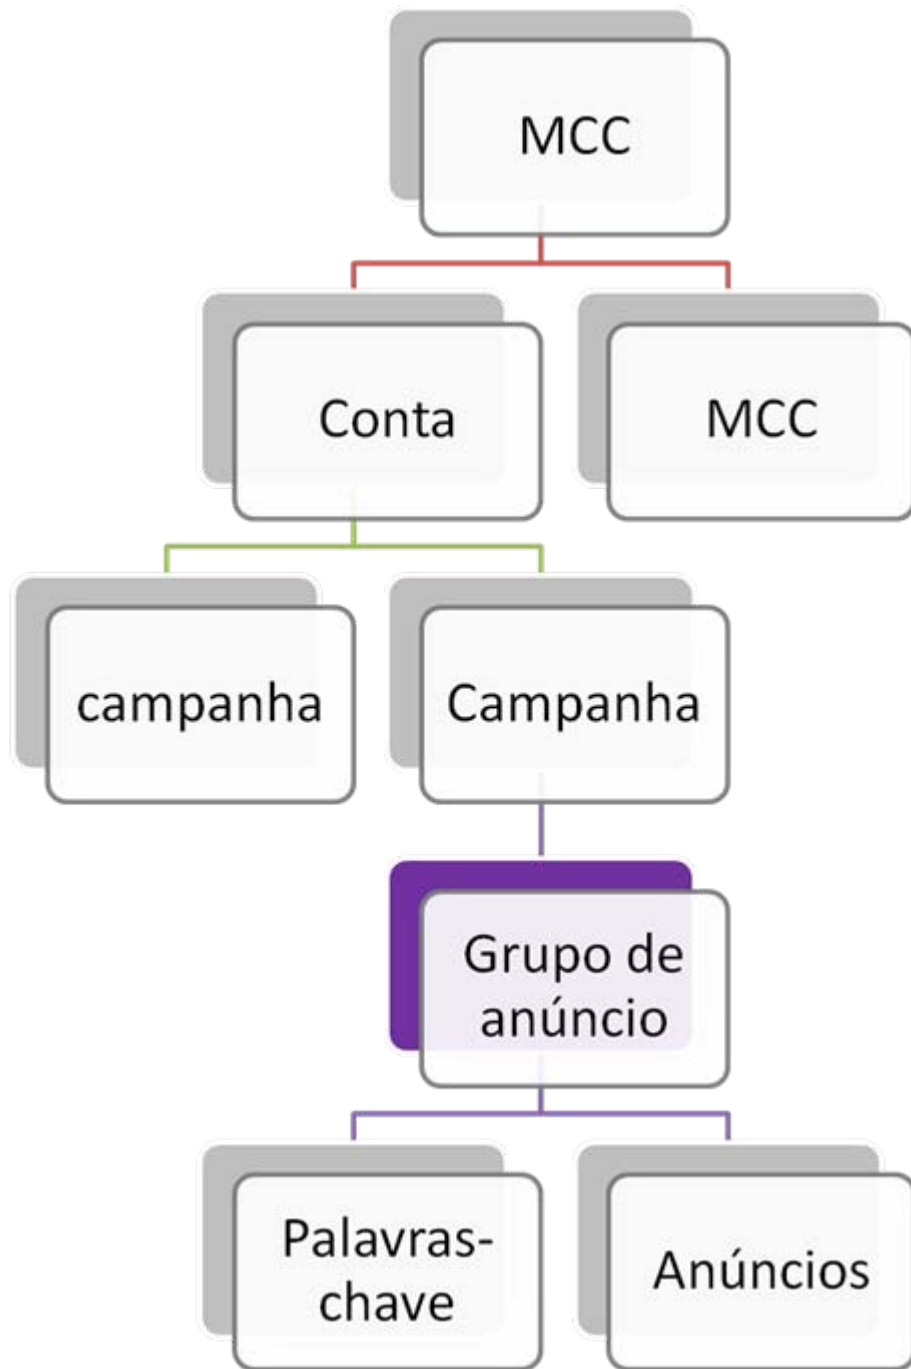 MCC
Conta
MCC
campanha
Campanha
Grupo de
anúncio
Palavras-
chave
Anúncios